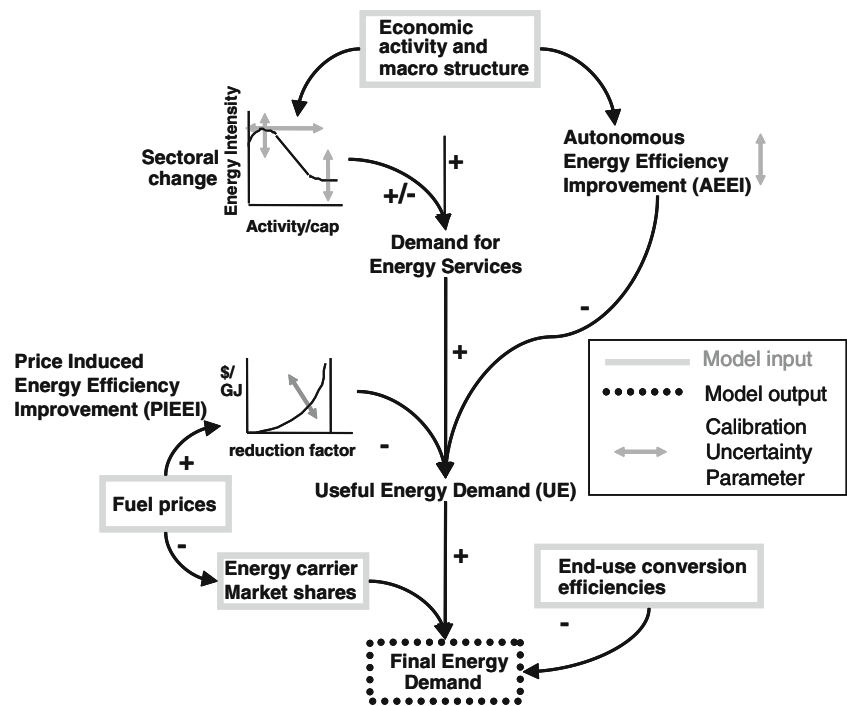 Economic
activity and
macro structure
Sectoral
change
Energy Intensity
Activity/cap
+/-
+
Autonomous
Energy Efficiency
Improvement (AEEI)
Demand for
Energy Services
-
+
Price Induced
Energy Efficiency
Improvement (PIEEI)
$/
GJ
reduction factor
-
+
Model input
Model output
Calibration
Uncertainty
Parameter
Useful Energy Demand (UE)
Fuel prices
-
+
Energy carrier
Market shares
End-use conversion
efficiencies
-
Final Energy
Demand